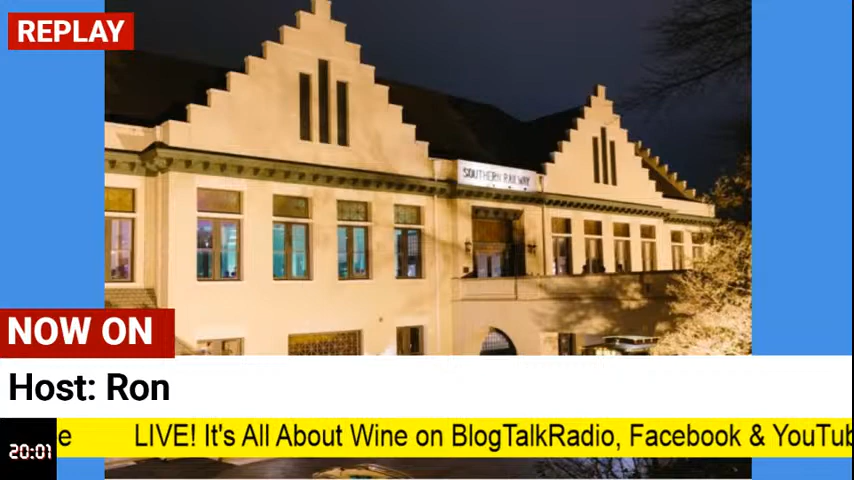 REPLAY
SOUTHERN RAILWAY
NOW ON
Host: Ron
e LIVE! It's All About Wine on BlogTalkRadio, Facebook & YouTub
20:01